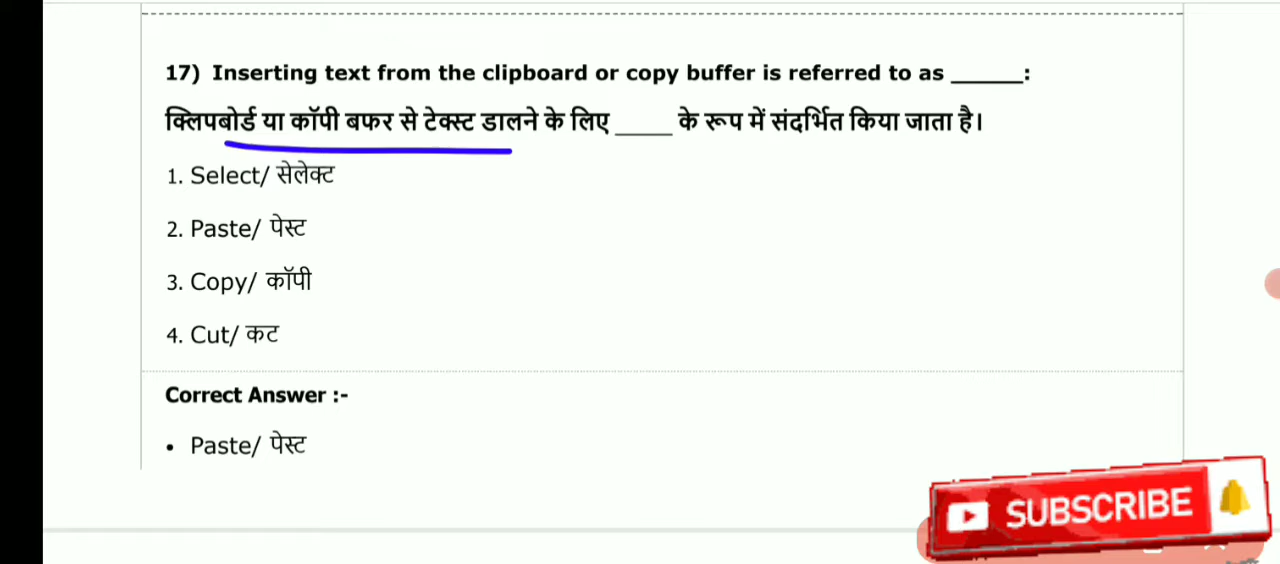 17) Inserting text from the clipboard or copy buffer is referred to as _____:
क्लिपबोर्ड या कॉपी बफर से टेक्स्ट डालने के लिए ____ के रूप में संदर्भित किया जाता है।
1. Select/ सेलेक्ट
2. Paste/ पेस्ट
3. Copy/ कॉपी
4. Cut/ कट
Correct Answer :-
• Paste/ पेस्ट
SUBSCRIBE